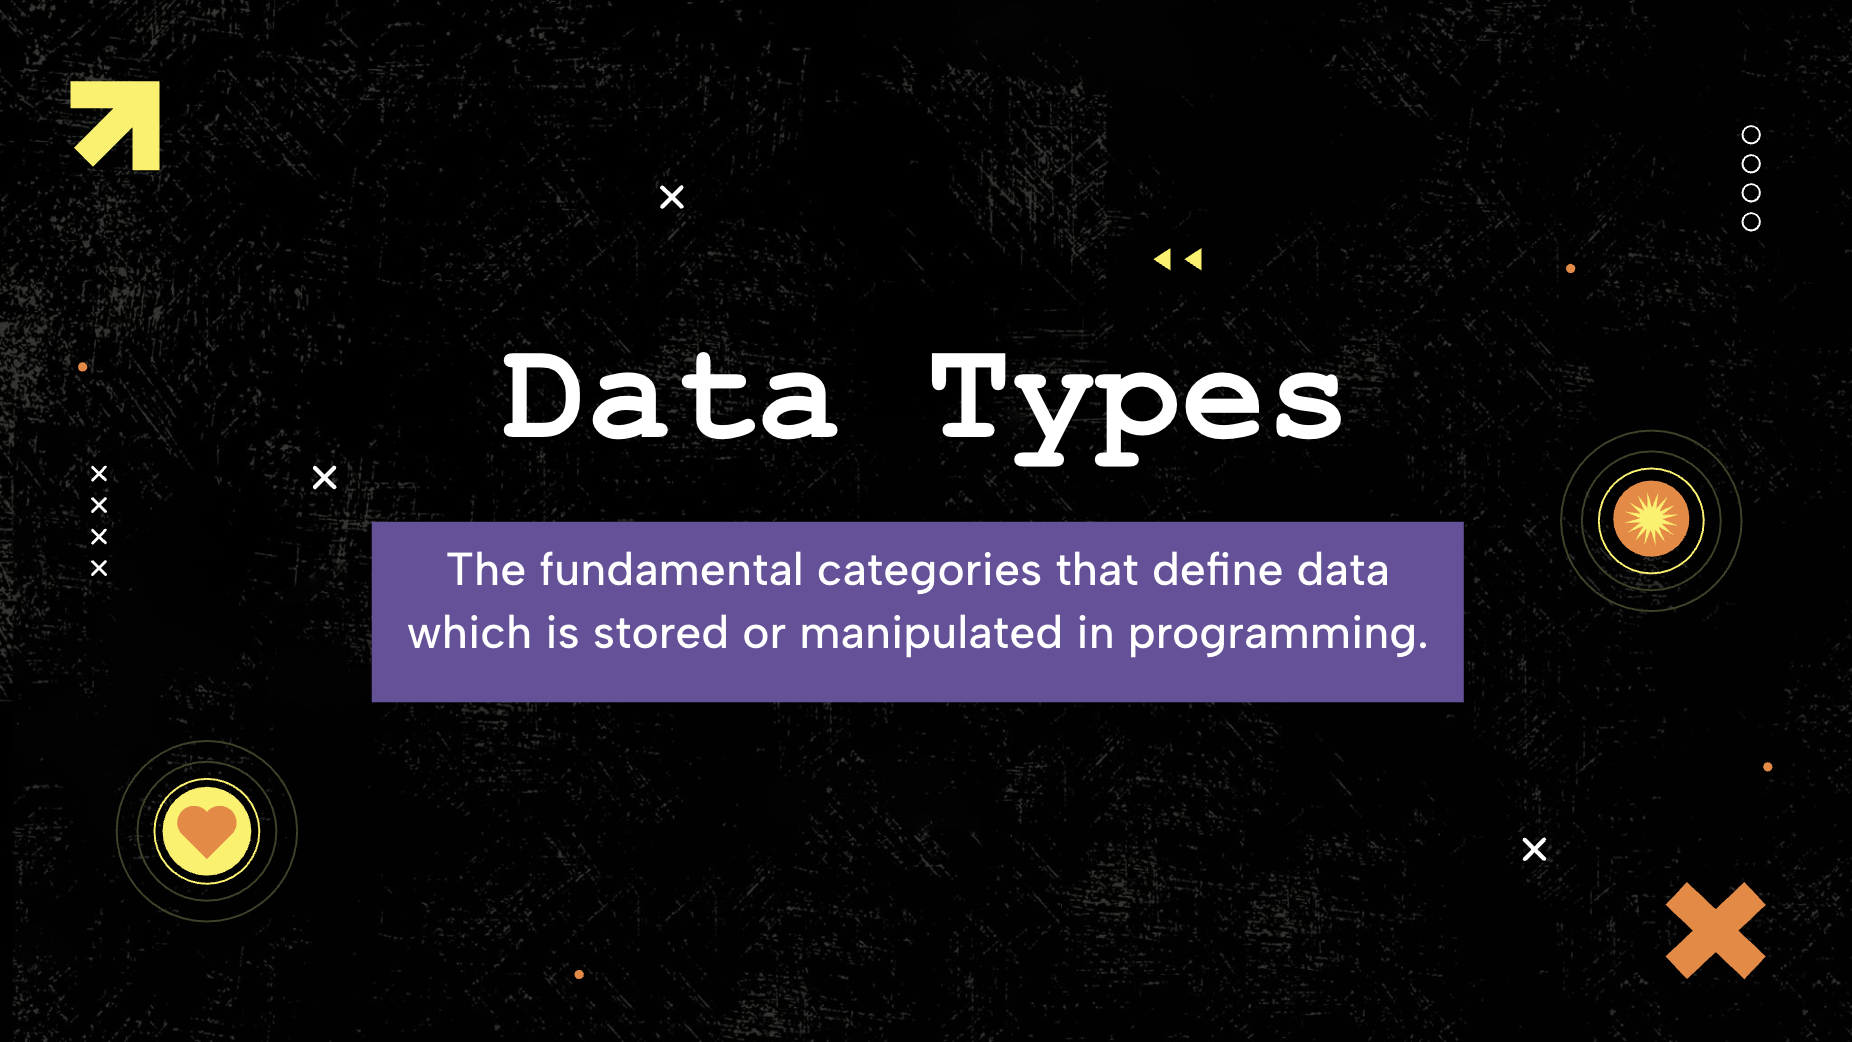 Data Types
The fundamental categories that define data
which is stored or manipulated in programming.